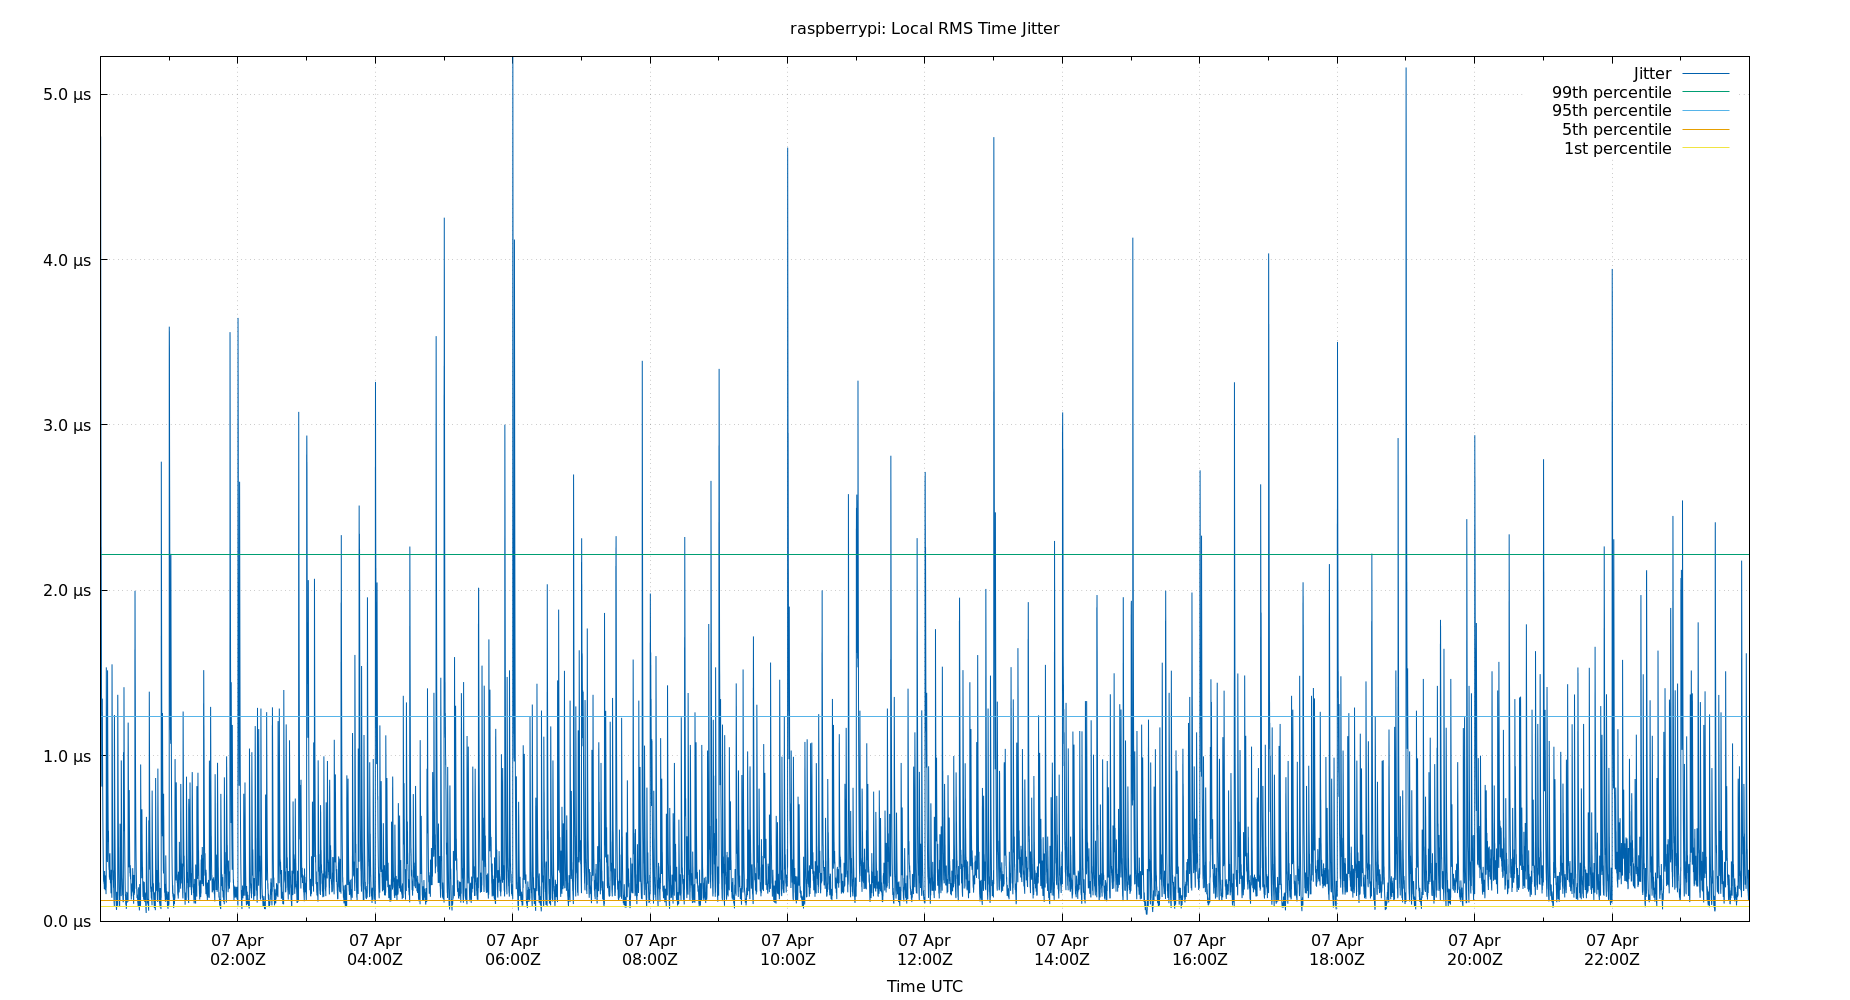 raspberrypi: Local RMS Time Jitter
Jitter
99th percentile
95th percentile
5th percentile
1st percentile
5.0 μs
4.0 μs
3.0 μs
2.0 μs
1.0 μs
0.0 μs
07 Apr 07 Apr 07 Apr 07 Apr 07 Apr 07 Apr 07 Apr 07 Apr 07 Apr 07 Apr 07 Apr
02:00Z 04:00Z 06:00Z 08:00Z 10:00Z 12:00Z 14:00Z 16:00Z 18:00Z 20:00Z 22:00Z
Time UTC